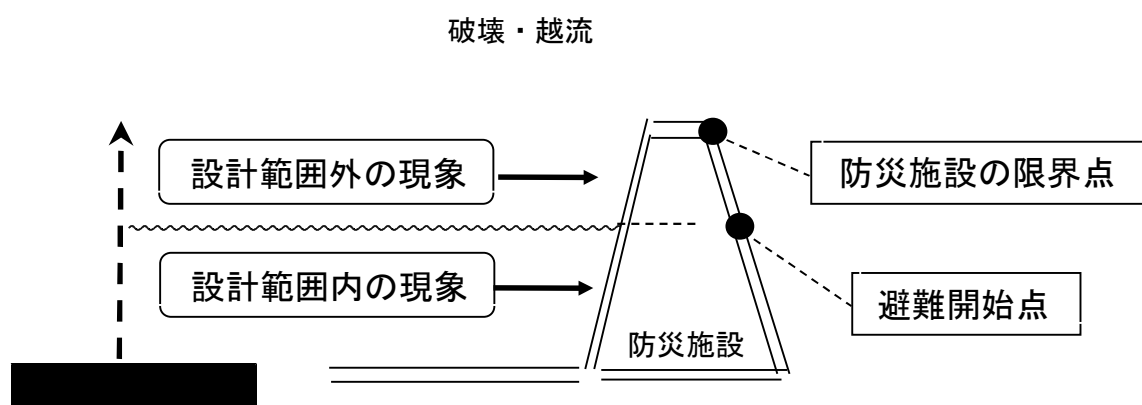 破壊・越流
設計範囲外の現象
防災施設の限界点
設計範囲内の現象
避難開始点
防災施設